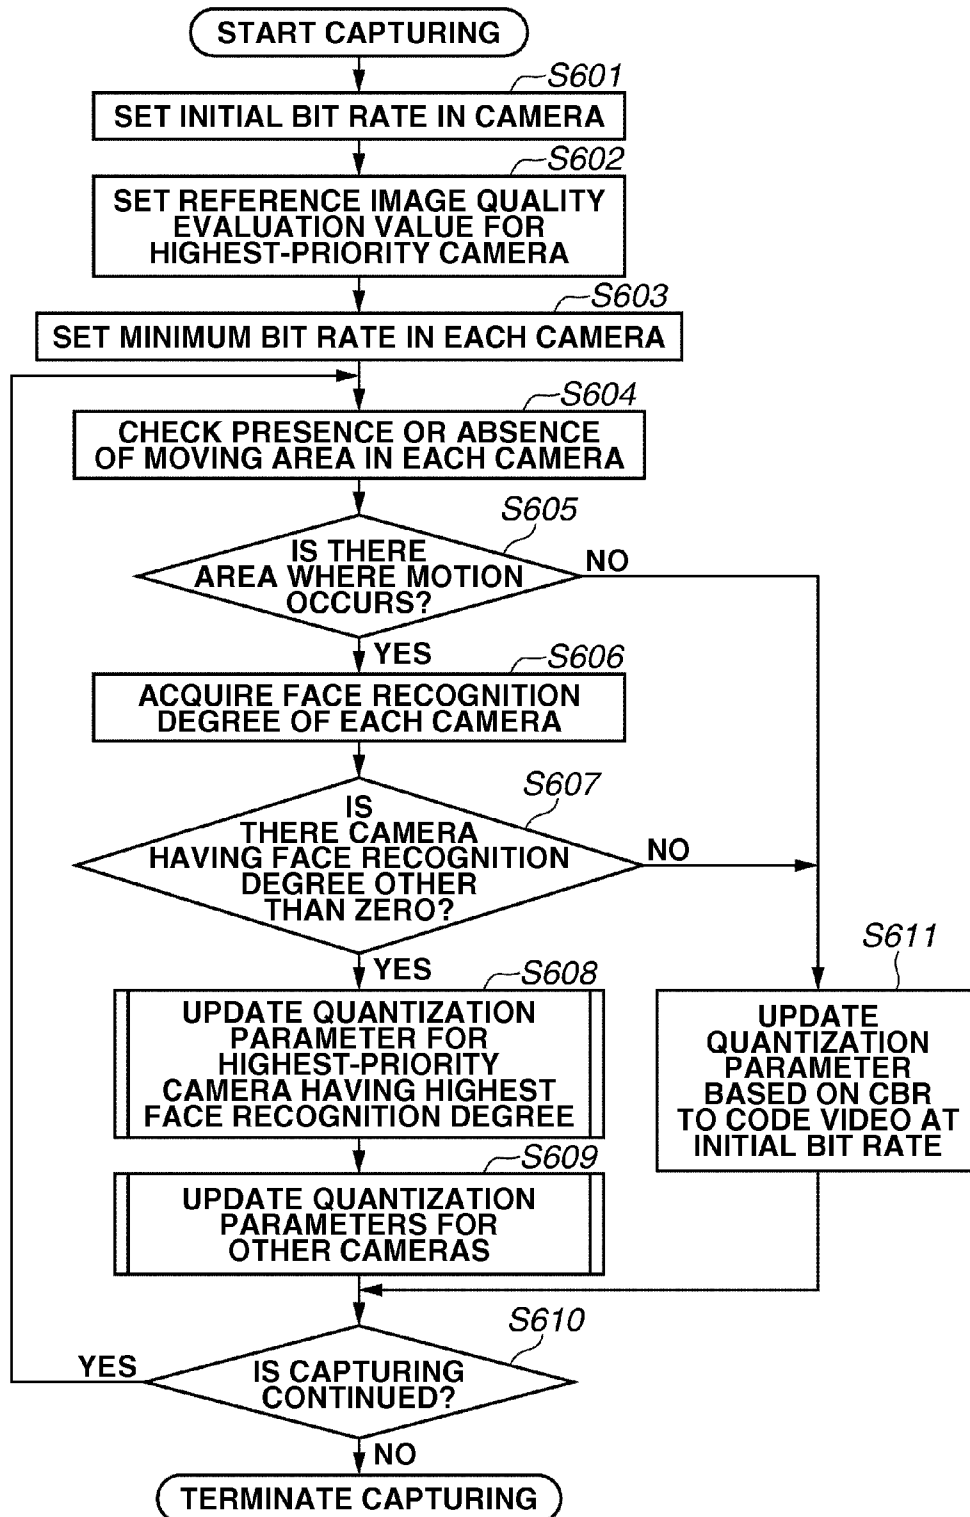 START CAPTURING
S601
SET INITIAL BIT RATE IN CAMERA
S602
SET REFERENCE IMAGE QUALITY
EVALUATION VALUE FOR
HIGHEST-PRIORITY CAMERA
S603
SET MINIMUM BIT RATE IN EACH CAMERA
S604
CHECK PRESENCE OR ABSENCE
OF MOVING AREA IN EACH CAMERA
S605
IS THERE
AREA WHERE MOTION
OCCURS?
NO
YES
S606
ACQUIRE FACE RECOGNITION
DEGREE OF EACH CAMERA
S607
IS
THERE CAMERA
HAVING FACE RECOGNITION
DEGREE OTHER
THAN ZERO?
NO
YES
S608
UPDATE QUANTIZATION
PARAMETER FOR
HIGHEST-PRIORITY
CAMERA HAVING HIGHEST
FACE RECOGNITION DEGREE
S611
UPDATE
QUANTIZATION
PARAMETER
BASED ON CBR
TO CODE VIDEO AT
INITIAL BIT RATE
S609
UPDATE QUANTIZATION
PARAMETERS FOR
OTHER CAMERAS
S610
IS CAPTURING
CONTINUED?
YES
NO
TERMINATE CAPTURING